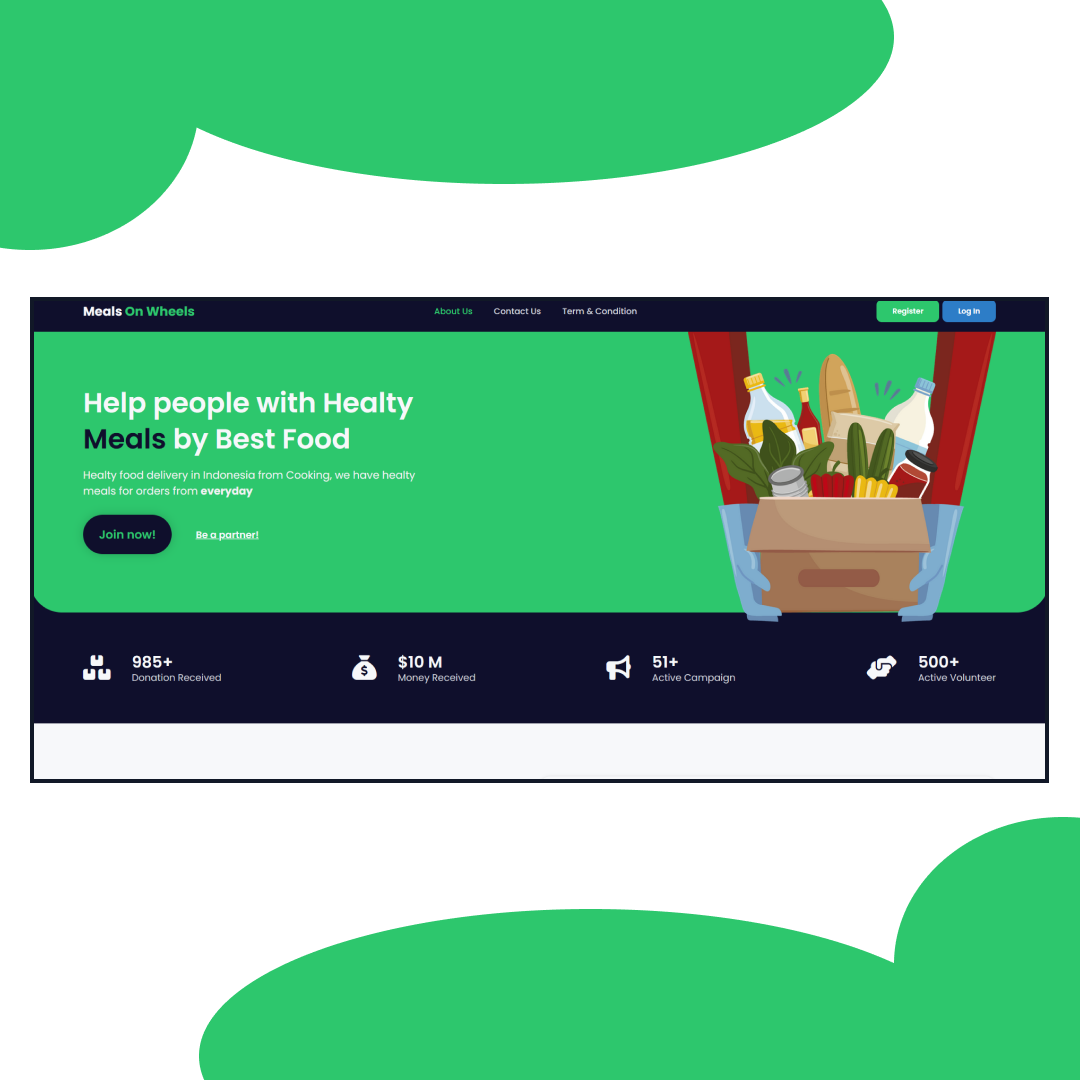 Meals On Wheels
About Us
Contact Us
Term & Condition
Register
Log In
Help people with Healty
Meals by Best Food
Healty food delivery in Indonesia from Cooking, we have healty
meals for orders from everyday
Join now!
Be a partner!
985+
Donation Received
$10 M
Money Received
51+
Active Campaign
500+
Active Volunteer